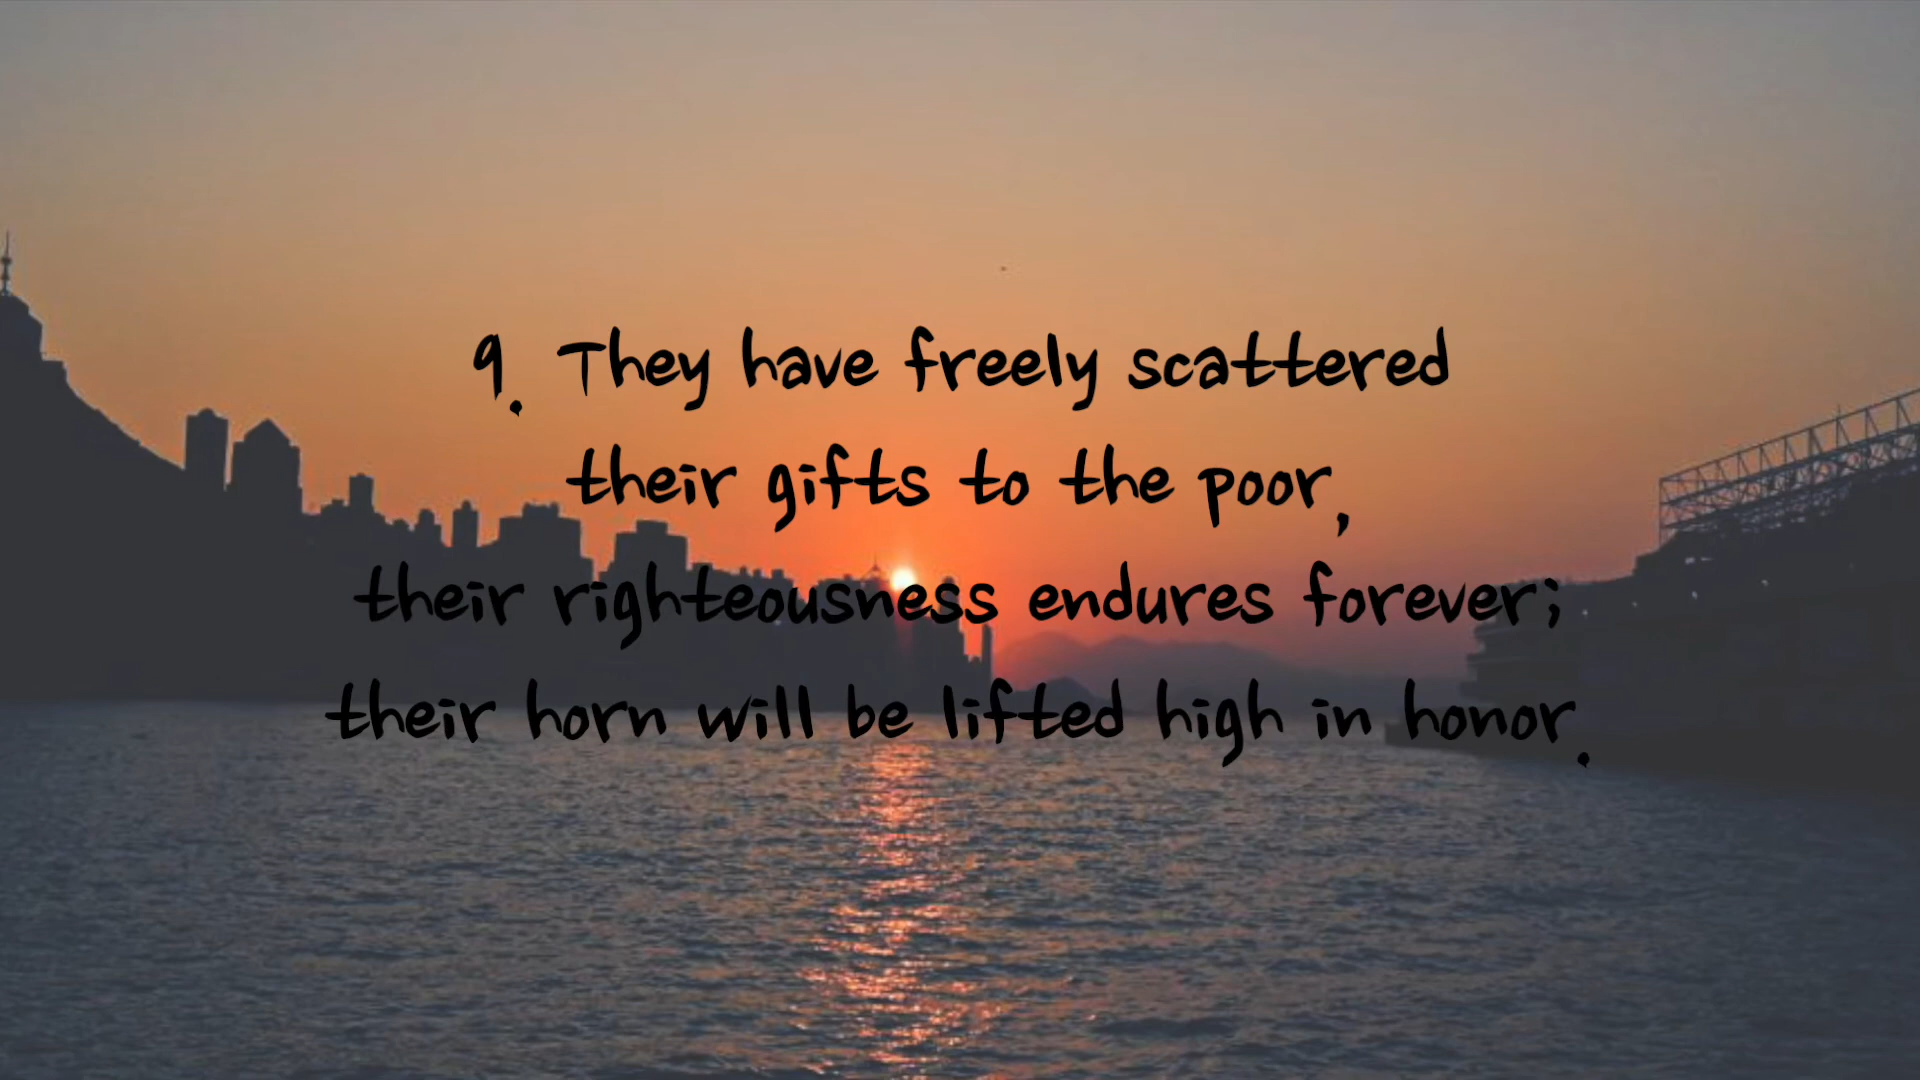 9. They have freely scattered
their gifts to the poor,
their righteousness endures forever;
their horn will be lifted high in honor.